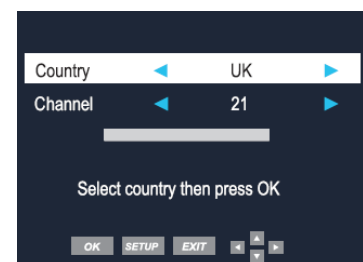 Country UK
Channel 21
Select country then press OK
OK SETUP EXIT